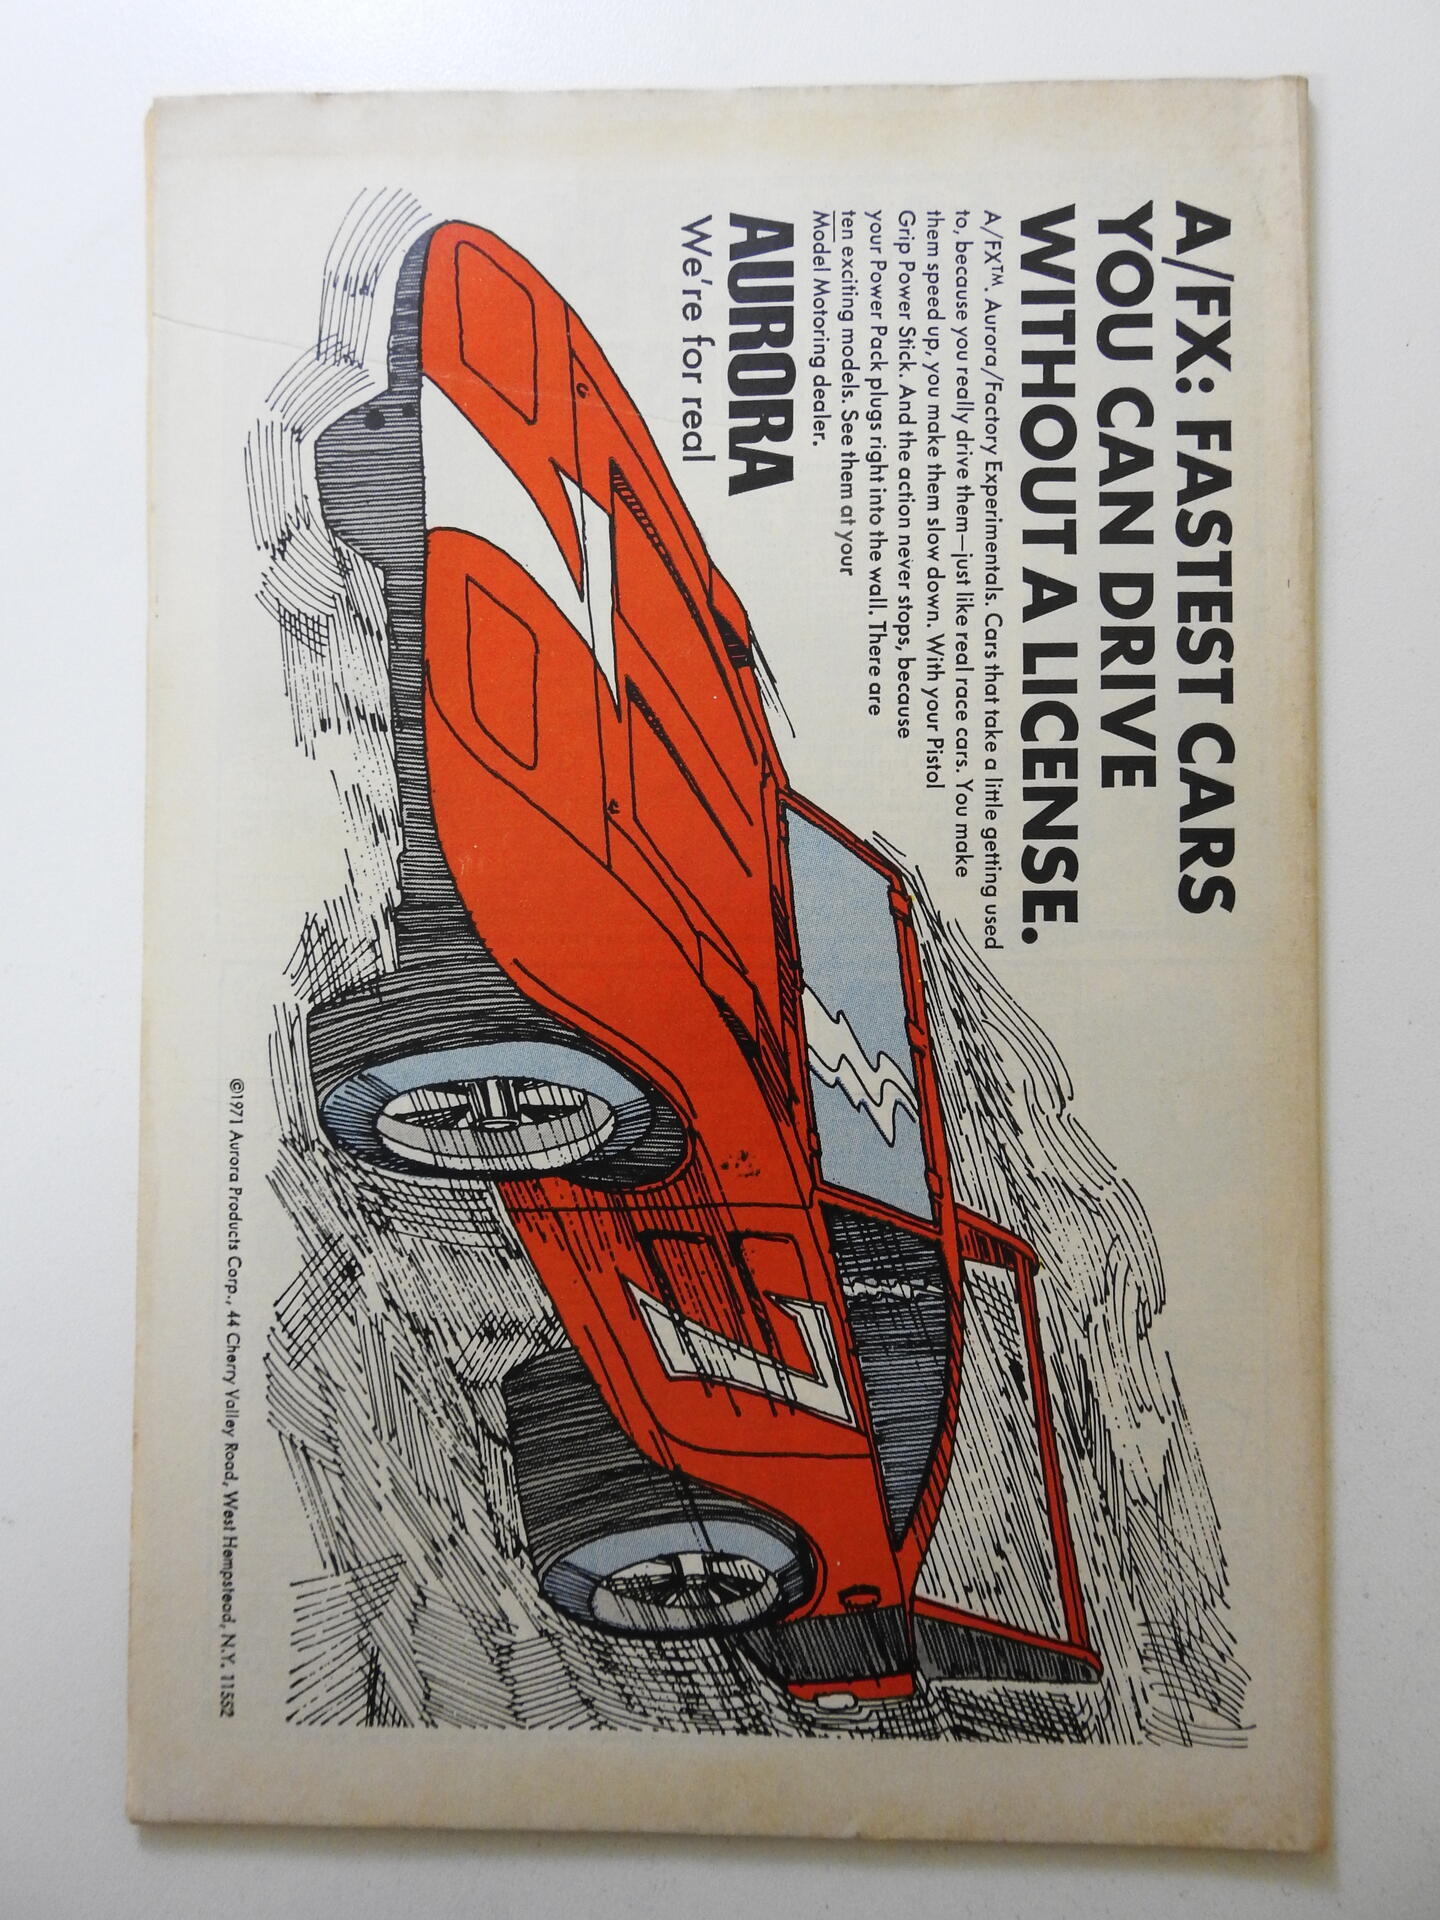 A/FX: FASTEST CARS
YOU CAN DRIVE
WITHOUT A LICENSE.
A/FX™. Aurora/Factory Experimentals. Cars that take a little getting used
to, because you really drive them—just like real race cars. You make
them speed up, you make them slow down. With your Pistol
Grip Power Stick. And the action never stops, because
your Power Pack plugs right into the wall. There are
ten exciting models. See them at your
Model Motoring dealer.
AURORA
We're for real
7
©1971 Aurora Products Corp., 44 Cherry Valley Road, West Hempstead, N.Y. 11552